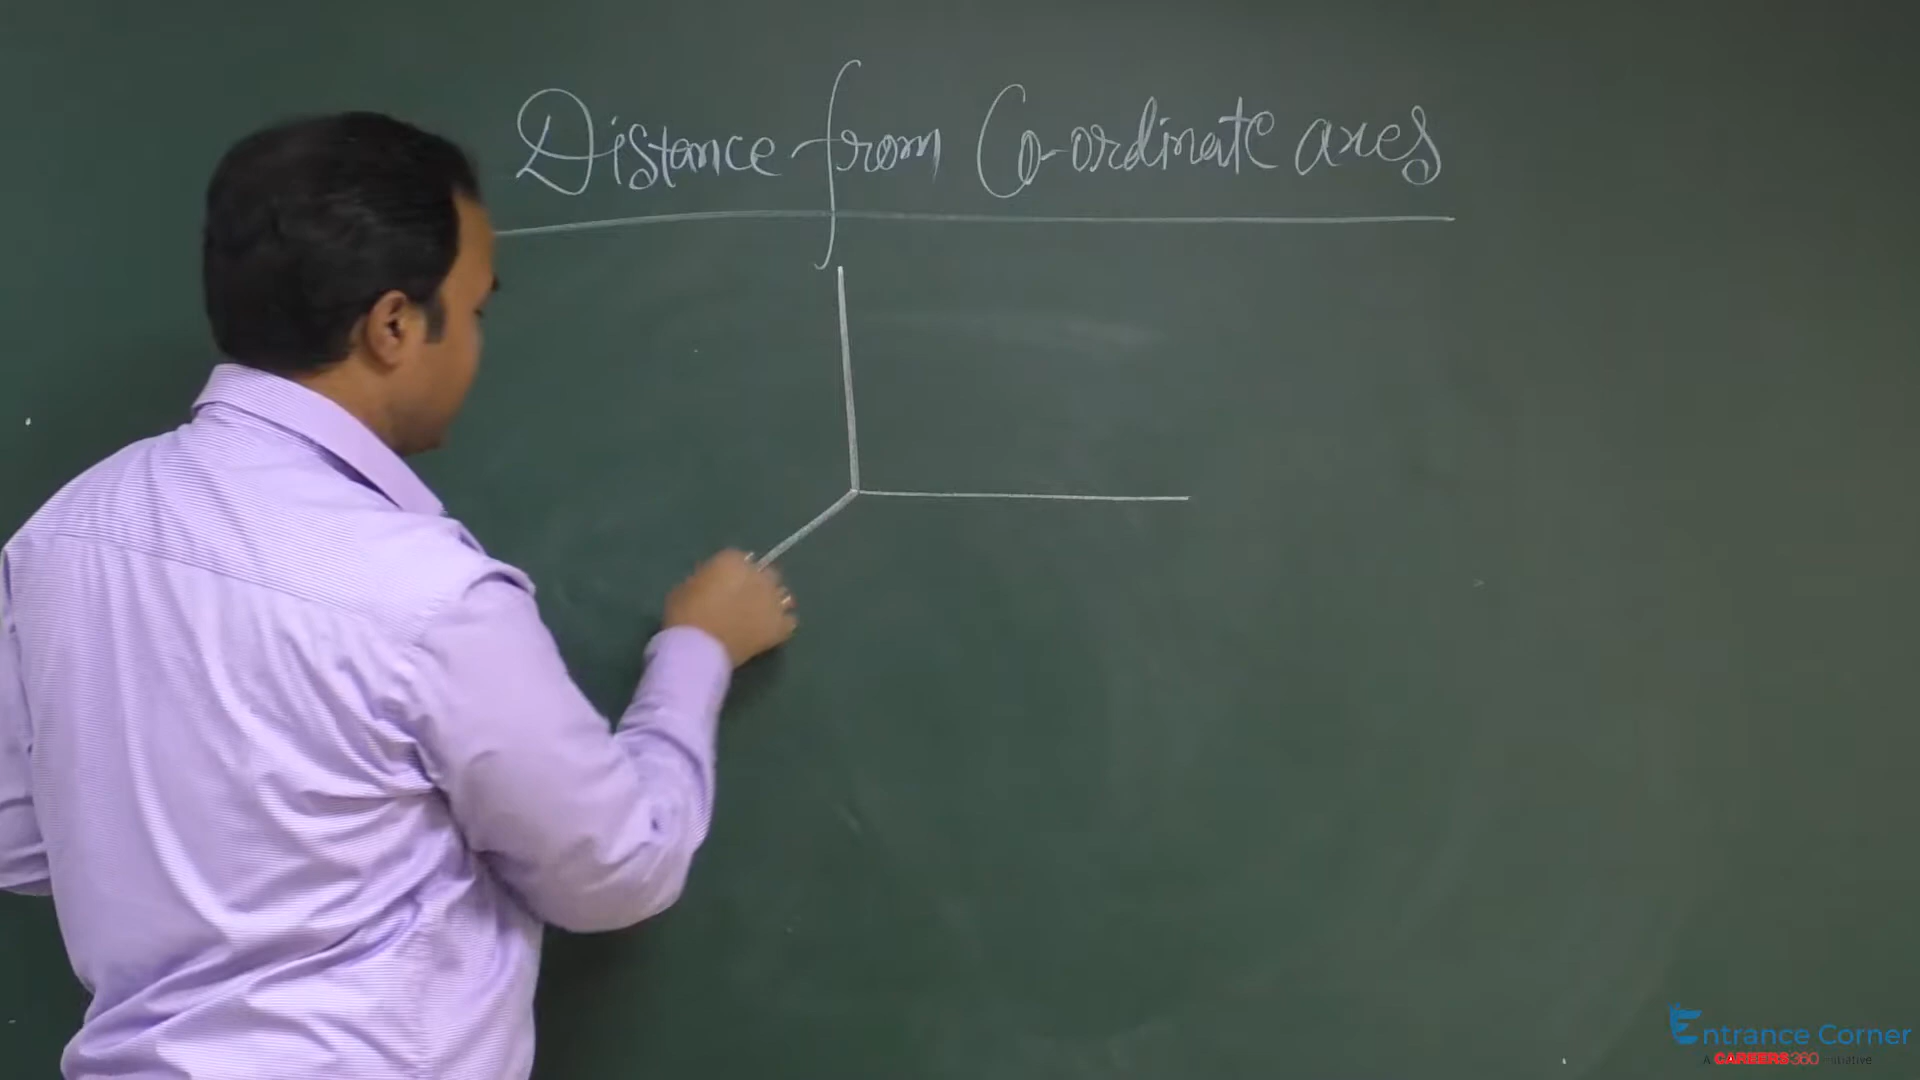 Distance from Co-ordinate axes
Entrance Corner
A CAREERS360 initiative